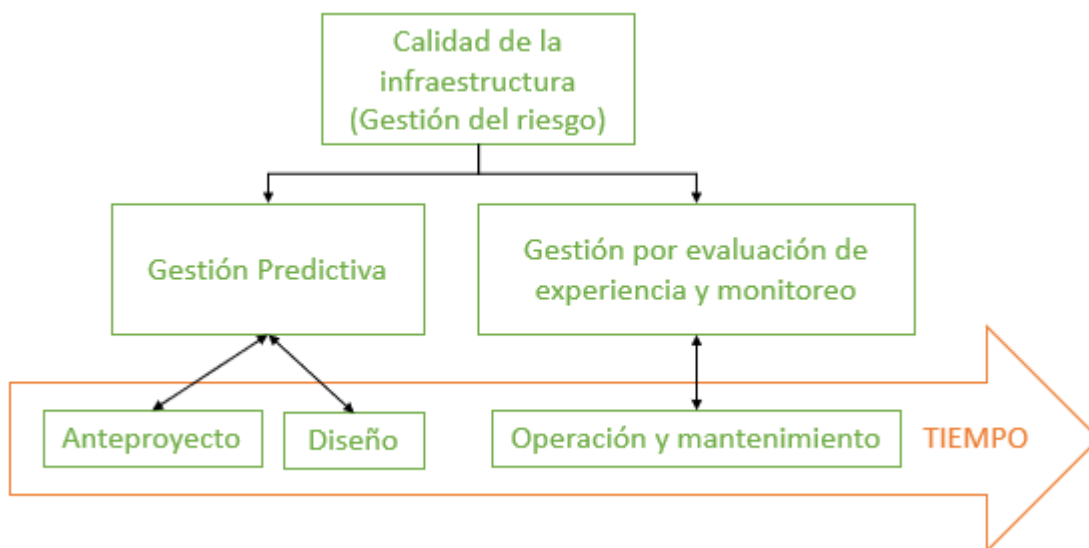 Calidad de la
infraestructura
(Gestión del riesgo)
Gestión Predictiva
Gestión por evaluación de
experiencia y monitoreo
Anteproyecto
Diseño
Operación y mantenimiento
TIEMPO